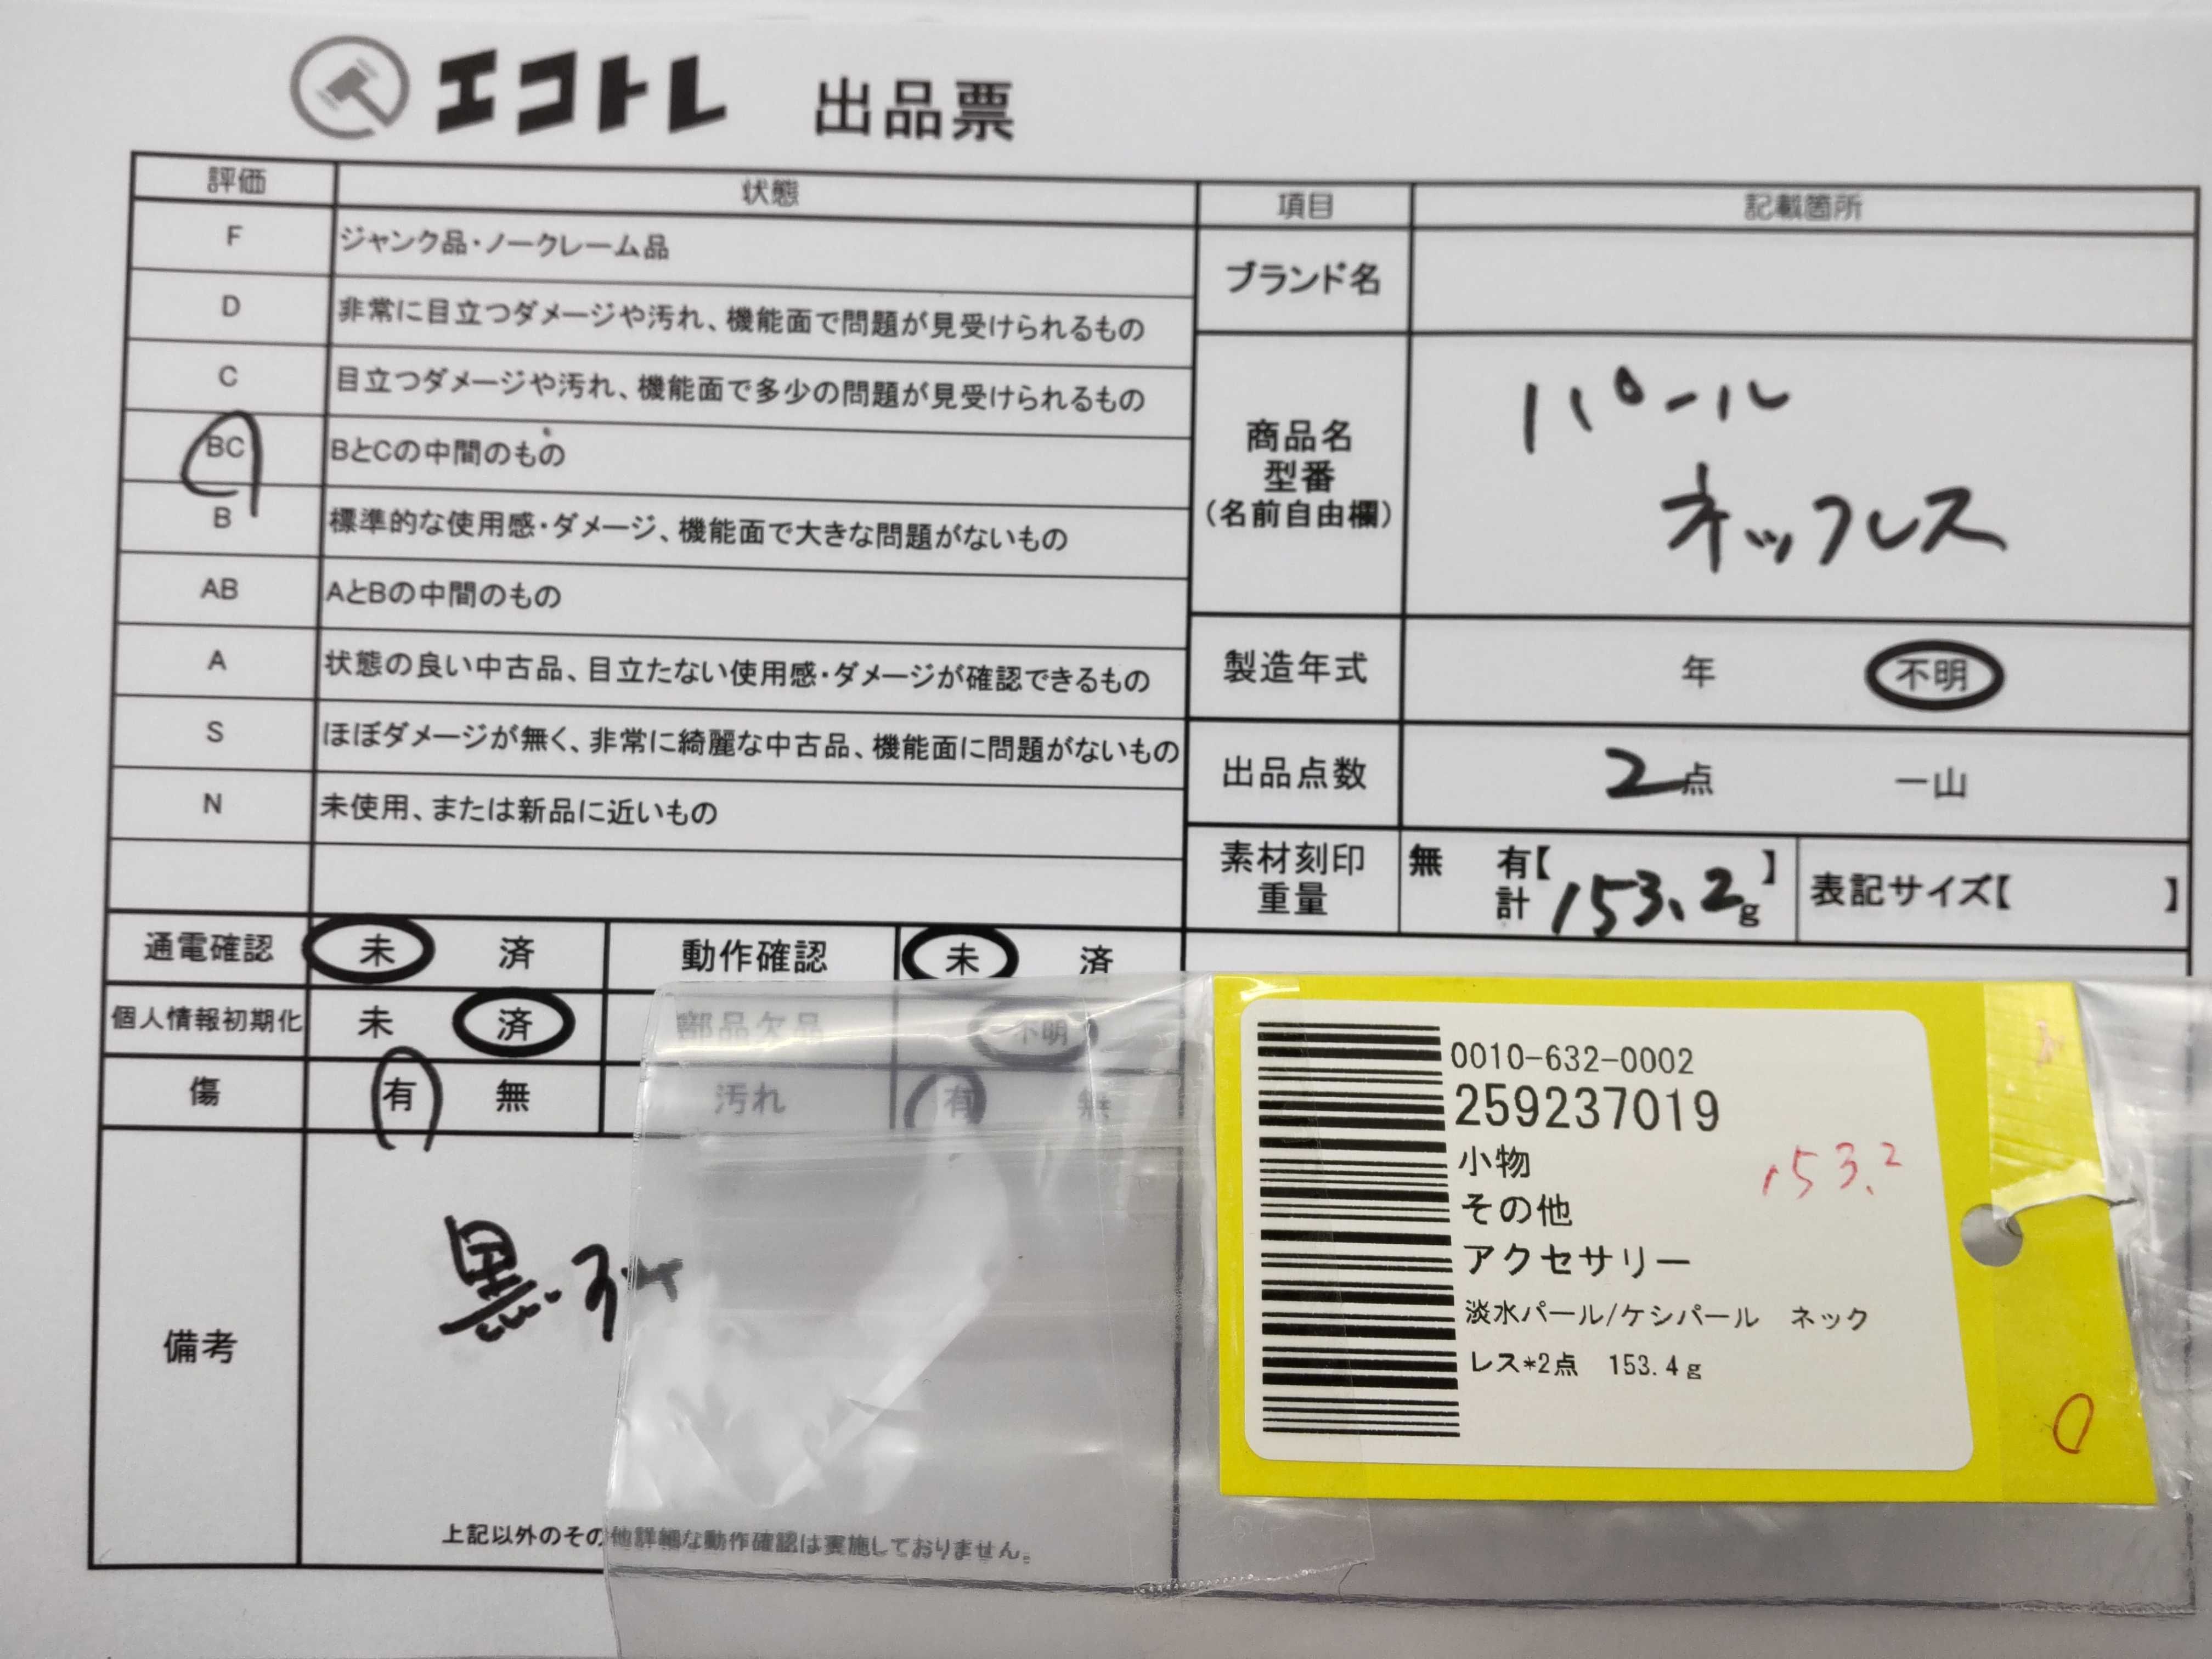 エコトレ 出品票
評価 状態
F ジャンク品・ノークレーム品
D 非常に目立つダメージや汚れ、機能面で問題が見受けられるもの
C 目立つダメージや汚れ、機能面で多少の問題が見受けられるもの
BC BとCの中間のもの
B 標準的な使用感・ダメージ、機能面で大きな問題がないもの
AB AとBの中間のもの
A 状態の良い中古品、目立たない使用感・ダメージが確認できるもの
S ほぼダメージが無く、非常に綺麗な中古品、機能面に問題がないもの
N 未使用、または新品に近いもの
項目 記載箇所
ブランド名
商品名
型番
(名前自由欄)
パール
ネックレス
製造年式 年 不明
出品点数 2点 一山
素材刻印
重量
無 有【 】
計 153.2g
表記サイズ【 】
通電確認 未 済 動作確認 未 済
個人情報初期化 未 済 部品欠品 不明
傷 有 無 汚れ 有 無
備考
黒・
上記以外のその他詳細な動作確認は実施しておりません。
0010-632-0002
259237019
小物
その他
アクセサリー
淡水パール/ケシパール ネック
レス*2点 153.4g
153.2